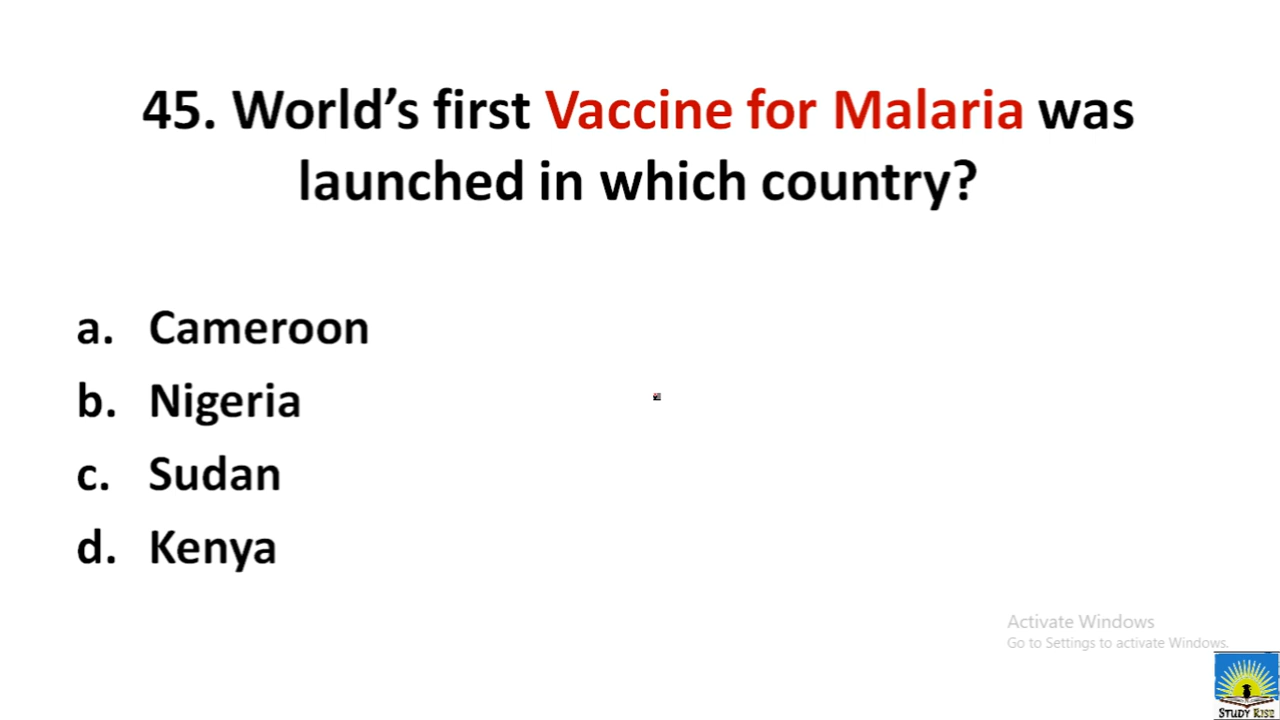 45. World’s first Vaccine for Malaria was
launched in which country?
a. Cameroon
b. Nigeria
c. Sudan
d. Kenya
Activate Windows
Go to Settings to activate Windows.
STUDY RISE